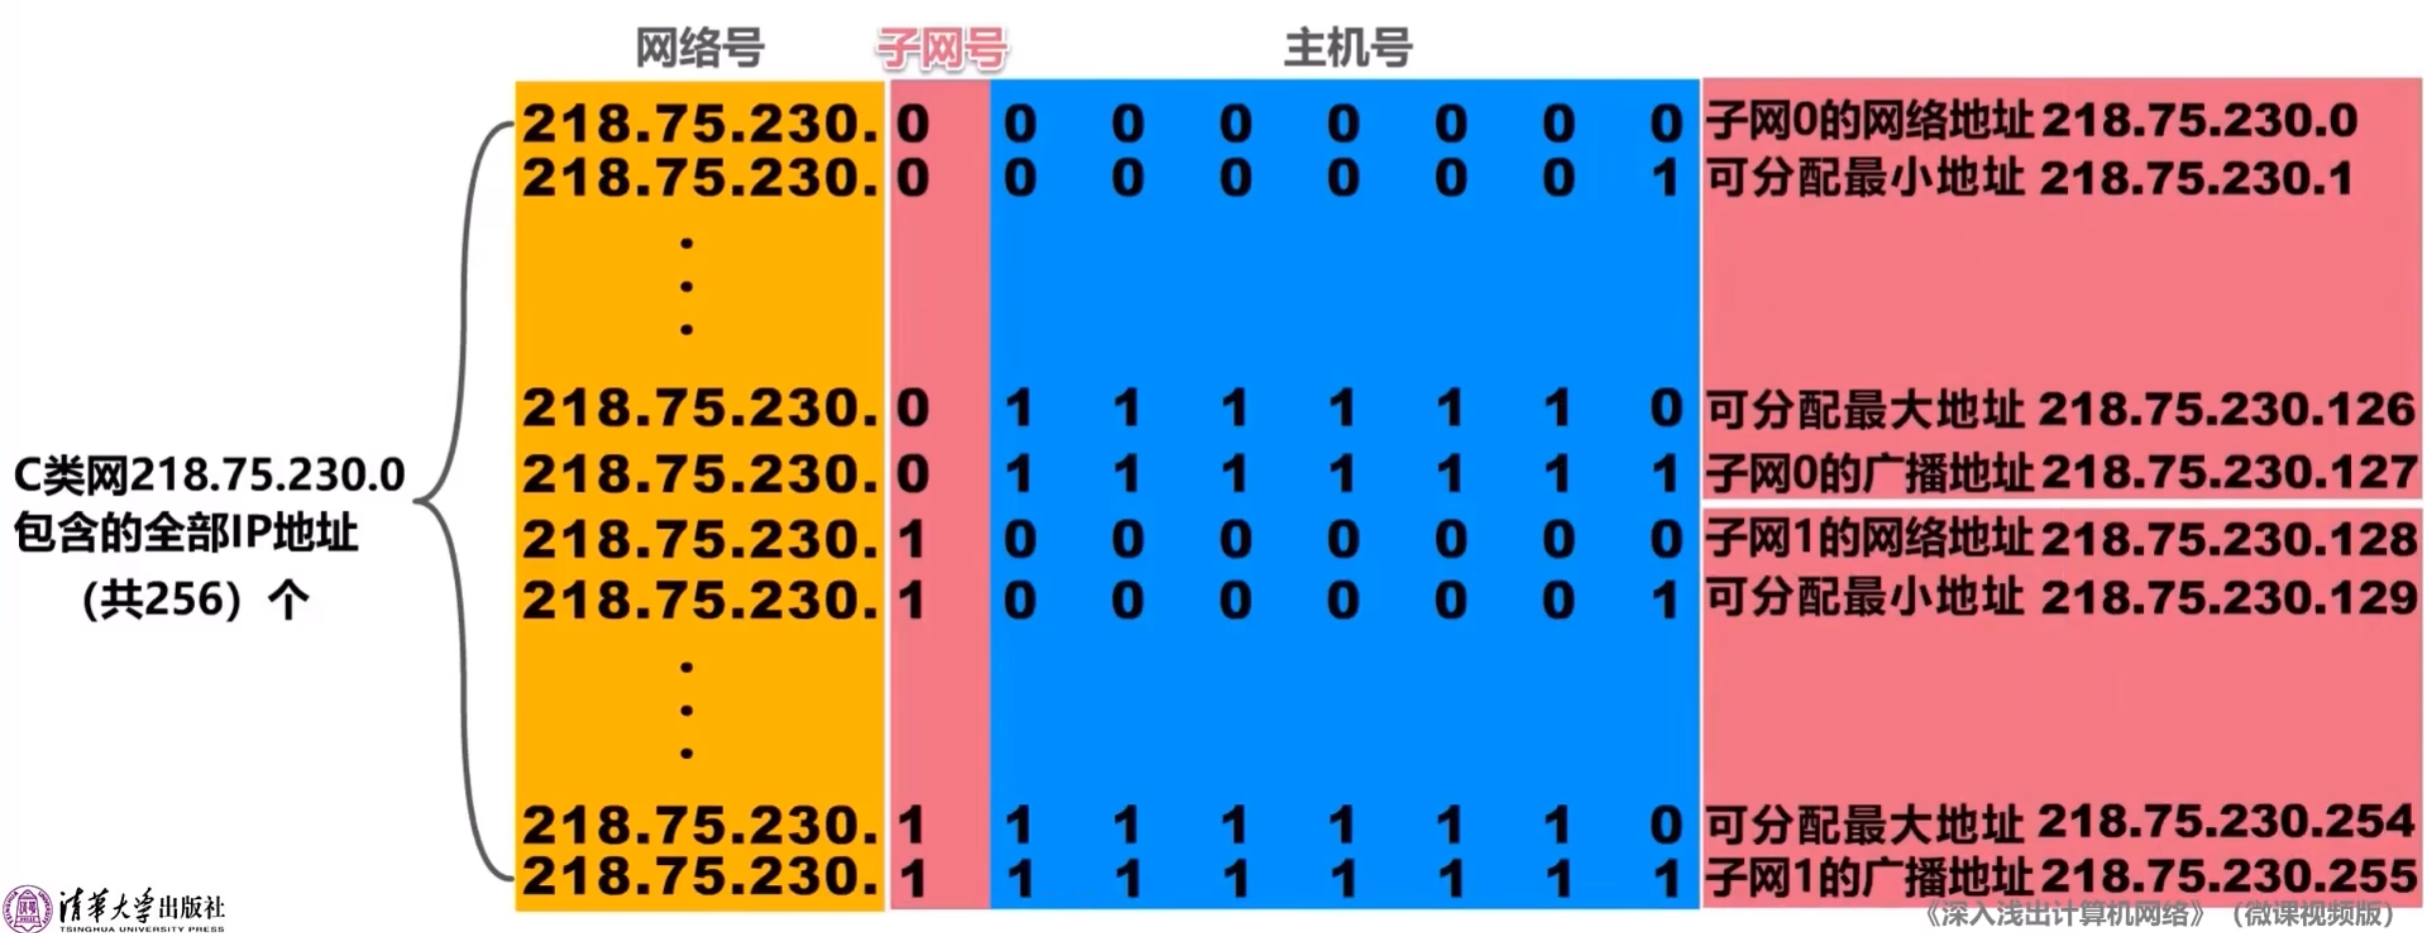 网络号 子网号 主机号
218.75.230. 0 0 0 0 0 0 0 0 子网0的网络地址 218.75.230.0
218.75.230. 0 0 0 0 0 0 0 1 可分配最小地址 218.75.230.1
218.75.230. 0 1 1 1 1 1 1 0 可分配最大地址 218.75.230.126
218.75.230. 0 1 1 1 1 1 1 1 子网0的广播地址 218.75.230.127
C类网218.75.230.0
包含的全部IP地址
（共256）个
218.75.230. 1 0 0 0 0 0 0 0 子网1的网络地址 218.75.230.128
218.75.230. 1 0 0 0 0 0 0 1 可分配最小地址 218.75.230.129
218.75.230. 1 1 1 1 1 1 1 0 可分配最大地址 218.75.230.254
218.75.230. 1 1 1 1 1 1 1 1 子网1的广播地址 218.75.230.255
清华大学出版社
TSINGHUA UNIVERSITY PRESS
《深入浅出计算机网络》（微课视频版）